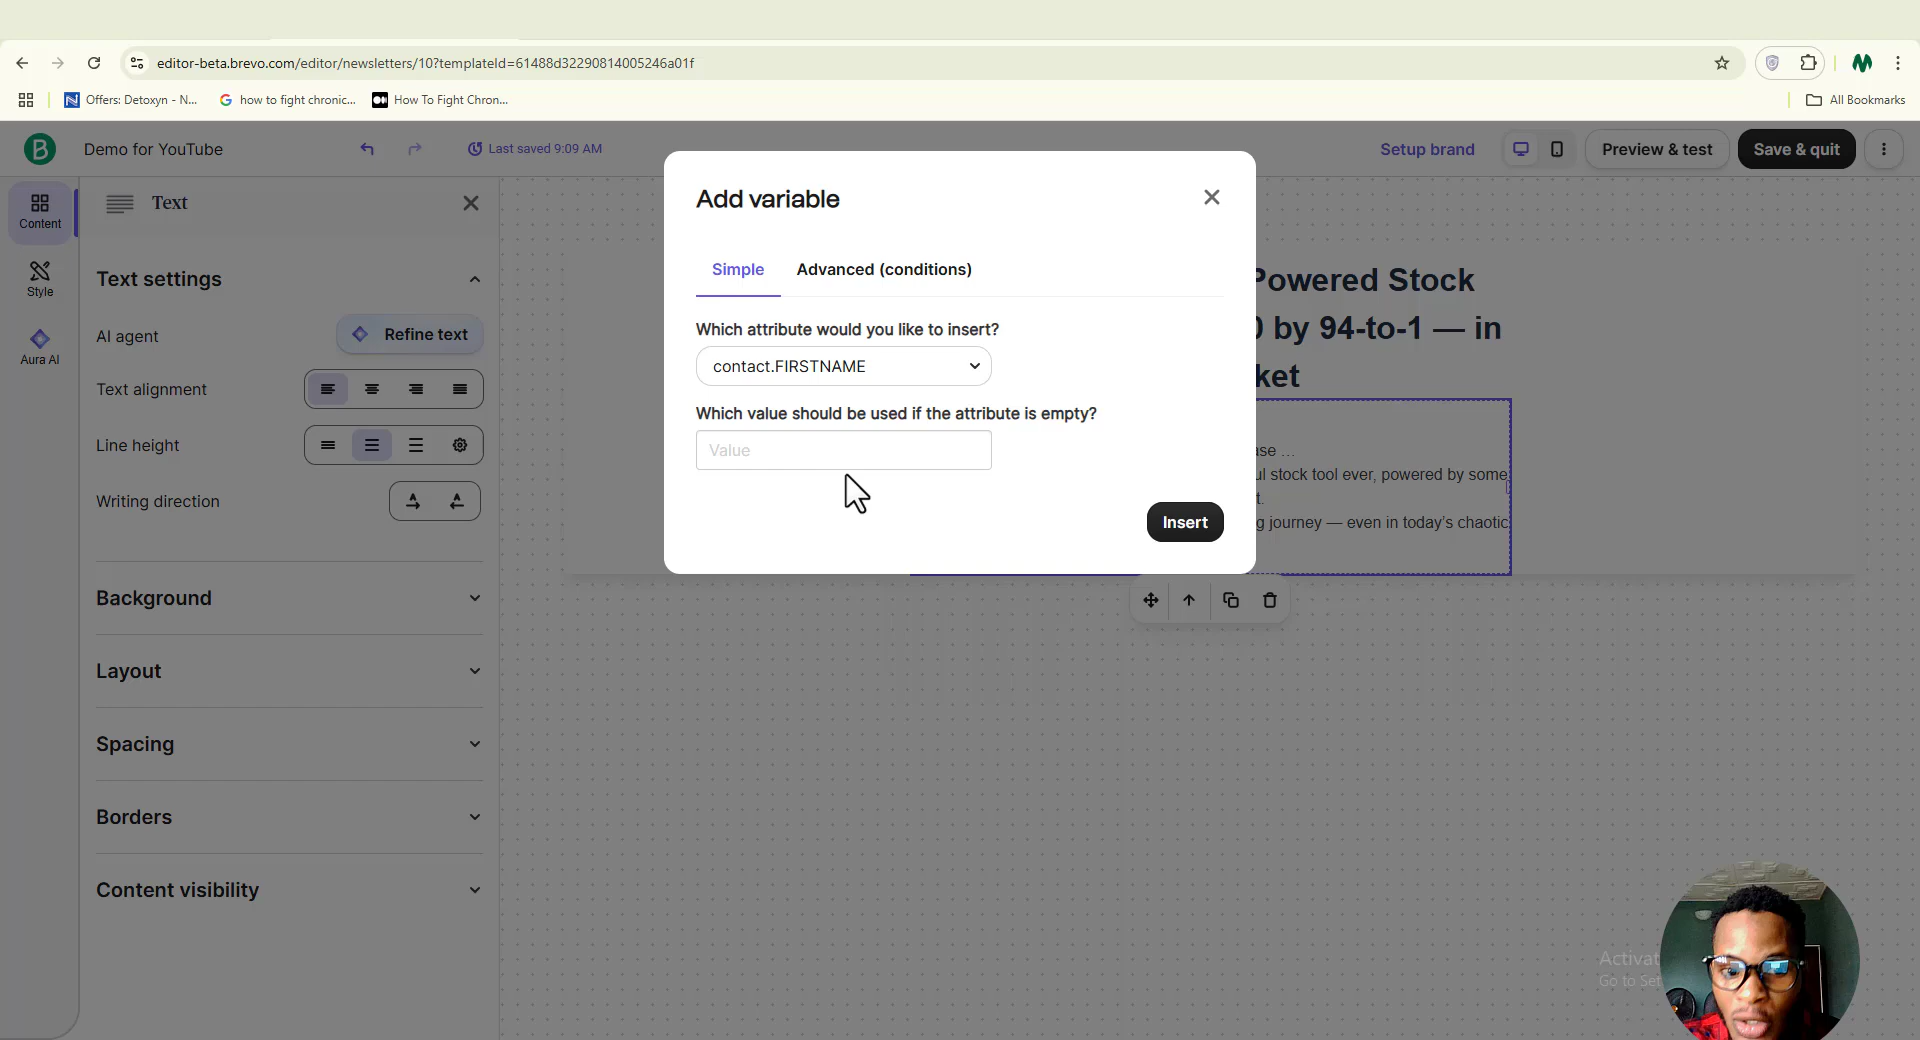 editor-beta.brevo.com/editor/newsletters/10?templateId=61488d32290814005246a01f
Offers: Detoxyn - N...
how to fight chronic...
How To Fight Chron...
All Bookmarks
B
Demo for YouTube
Last saved 9:09 AM
Setup brand
Preview & test
Save & quit
Content
Style
Aura AI
Text
Text settings
AI agent
Refine text
Text alignment
Line height
Writing direction
Background
Layout
Spacing
Borders
Content visibility
Add variable
Simple
Advanced (conditions)
Which attribute would you like to insert?
contact.FIRSTNAME
Which value should be used if the attribute is empty?
Value
Insert
Powered Stock
by 94-to-1 — in
ket
ase ...
ul stock tool ever, powered by some
t.
g journey — even in today's chaotic
Activat
Go to Set